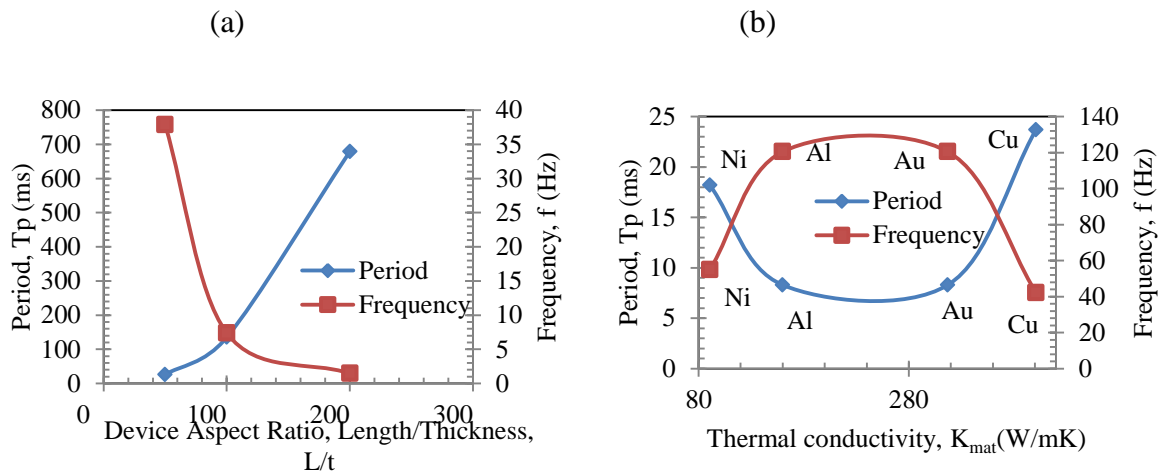 (a)
800
700
600
500
400
300
200
100
0
Period, Tp (ms)
40
35
30
25
20
15
10
5
0
Frequency, f (Hz)
Period
Frequency
0 100 200 300
Device Aspect Ratio, Length/Thickness,
L/t
(b)
25
20
15
10
5
0
Period, Tp (ms)
140
120
100
80
60
40
20
0
Frequency, f (Hz)
Ni Al Au Cu
Period
Frequency
Ni Al Au Cu
80 280
Thermal conductivity, Kmat(W/mK)